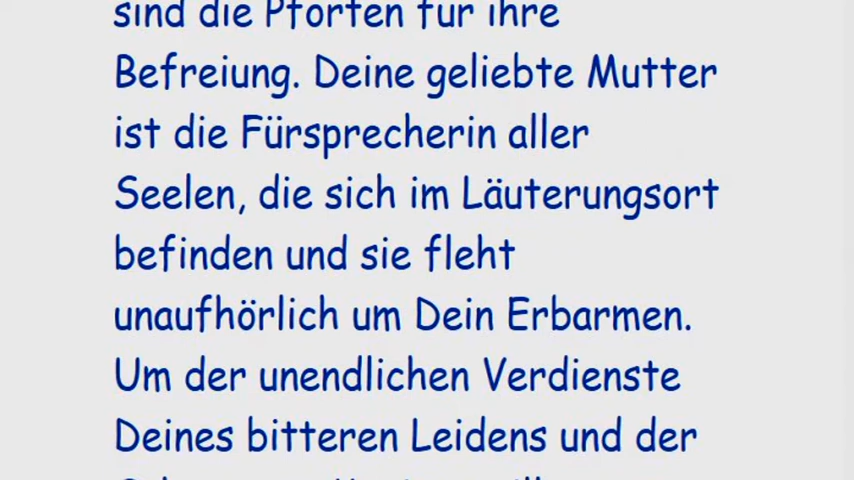 sind die Pforten für ihre
Befreiung. Deine geliebte Mutter
ist die Fürsprecherin aller
Seelen, die sich im Läuterungsort
befinden und sie fleht
unaufhörlich um Dein Erbarmen.
Um der unendlichen Verdienste
Deines bitteren Leidens und der